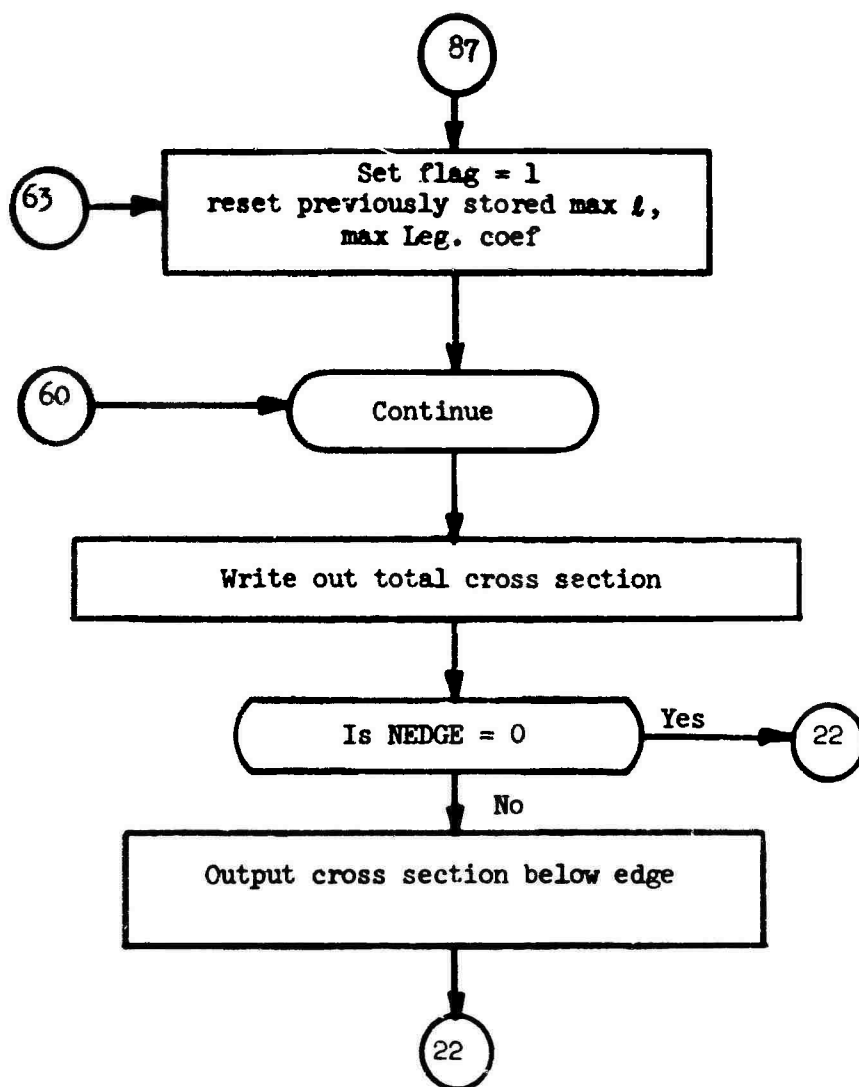 87
63
Set flag = 1
reset previously stored max ℓ,
max Leg. coef
60
Continue
Write out total cross section
Is NEDGE = 0
Yes
22
No
Output cross section below edge
22